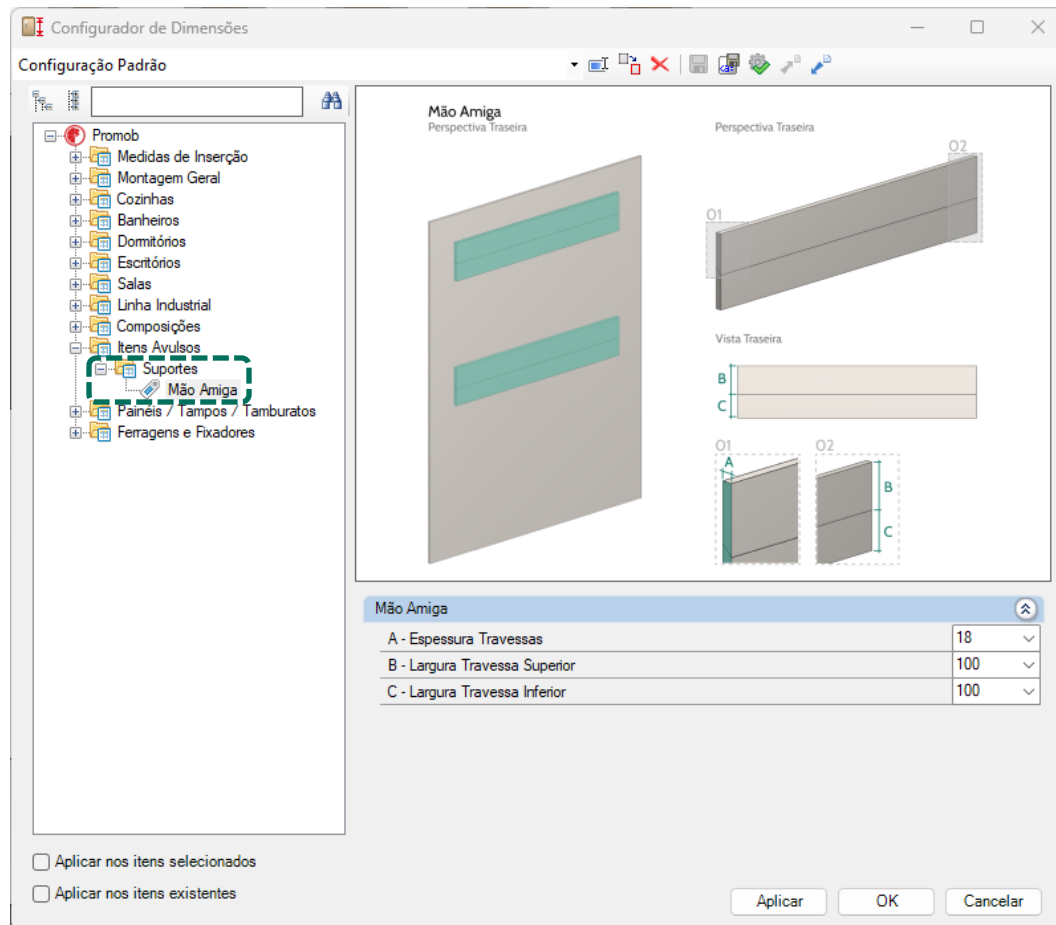 Configurador de Dimensões
Configuração Padrão
Promob
Medidas de Inserção
Montagem Geral
Cozinhas
Banheiros
Dormitórios
Escritórios
Salas
Linha Industrial
Composições
Itens Avulsos
Suportes
Mão Amiga
Painéis / Tampos / Tamburatos
Ferragens e Fixadores
Mão Amiga
Perspectiva Traseira
Perspectiva Traseira
O2
O1
Vista Traseira
B
C
O1
O2
A
B
C
Mão Amiga
A - Espessura Travessas 18
B - Largura Travessa Superior 100
C - Largura Travessa Inferior 100
Aplicar nos itens selecionados
Aplicar nos itens existentes
Aplicar OK Cancelar